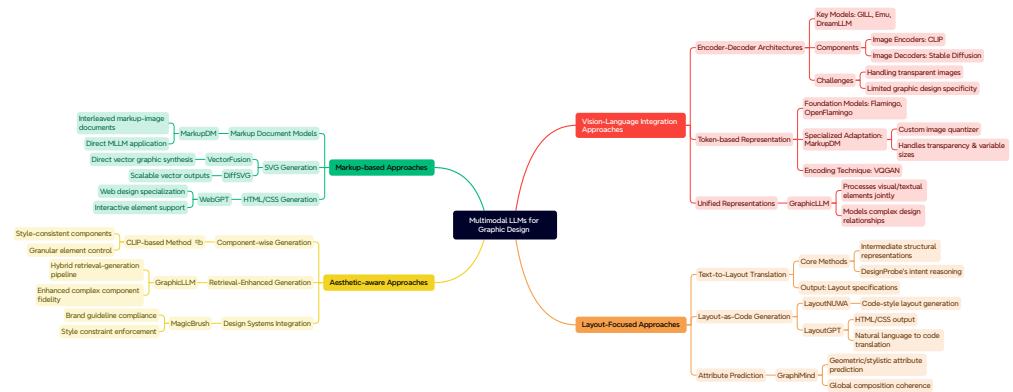 Multimodal LLMs for
Graphic Design
Vision-Language Integration
Approaches
Encoder-Decoder Architectures
Key Models: GILL, Emu,
DreamLLM
Components
Image Encoders: CLIP
Image Decoders: Stable Diffusion
Challenges
Handling transparent images
Limited graphic design specificity
Token-based Representation
Foundation Models: Flamingo,
OpenFlamingo
Specialized Adaptation:
MarkupDM
Custom image quantizer
Handles transparency & variable
sizes
Encoding Technique: VQGAN
Unified Representations
GraphicLLM
Processes visual/textual
elements jointly
Models complex design
relationships
Layout-Focused Approaches
Text-to-Layout Translation
Core Methods
Intermediate structural
representations
DesignProbe's intent reasoning
Output: Layout specifications
Layout-as-Code Generation
LayoutNUWA
Code-style layout generation
LayoutGPT
HTML/CSS output
Natural language to code
translation
Attribute Prediction
GraphiMind
Geometric/stylistic attribute
prediction
Global composition coherence
Markup-based Approaches
Markup Document Models
MarkupDM
Interleaved markup-image
documents
Direct MLLM application
SVG Generation
VectorFusion
Direct vector graphic synthesis
DiffSVG
Scalable vector outputs
HTML/CSS Generation
WebGPT
Web design specialization
Interactive element support
Aesthetic-aware Approaches
Component-wise Generation
CLIP-based Method
Style-consistent components
Granular element control
Retrieval-Enhanced Generation
GraphicLLM
Hybrid retrieval-generation
pipeline
Enhanced complex component
fidelity
Design Systems Integration
MagicBrush
Brand guideline compliance
Style constraint enforcement